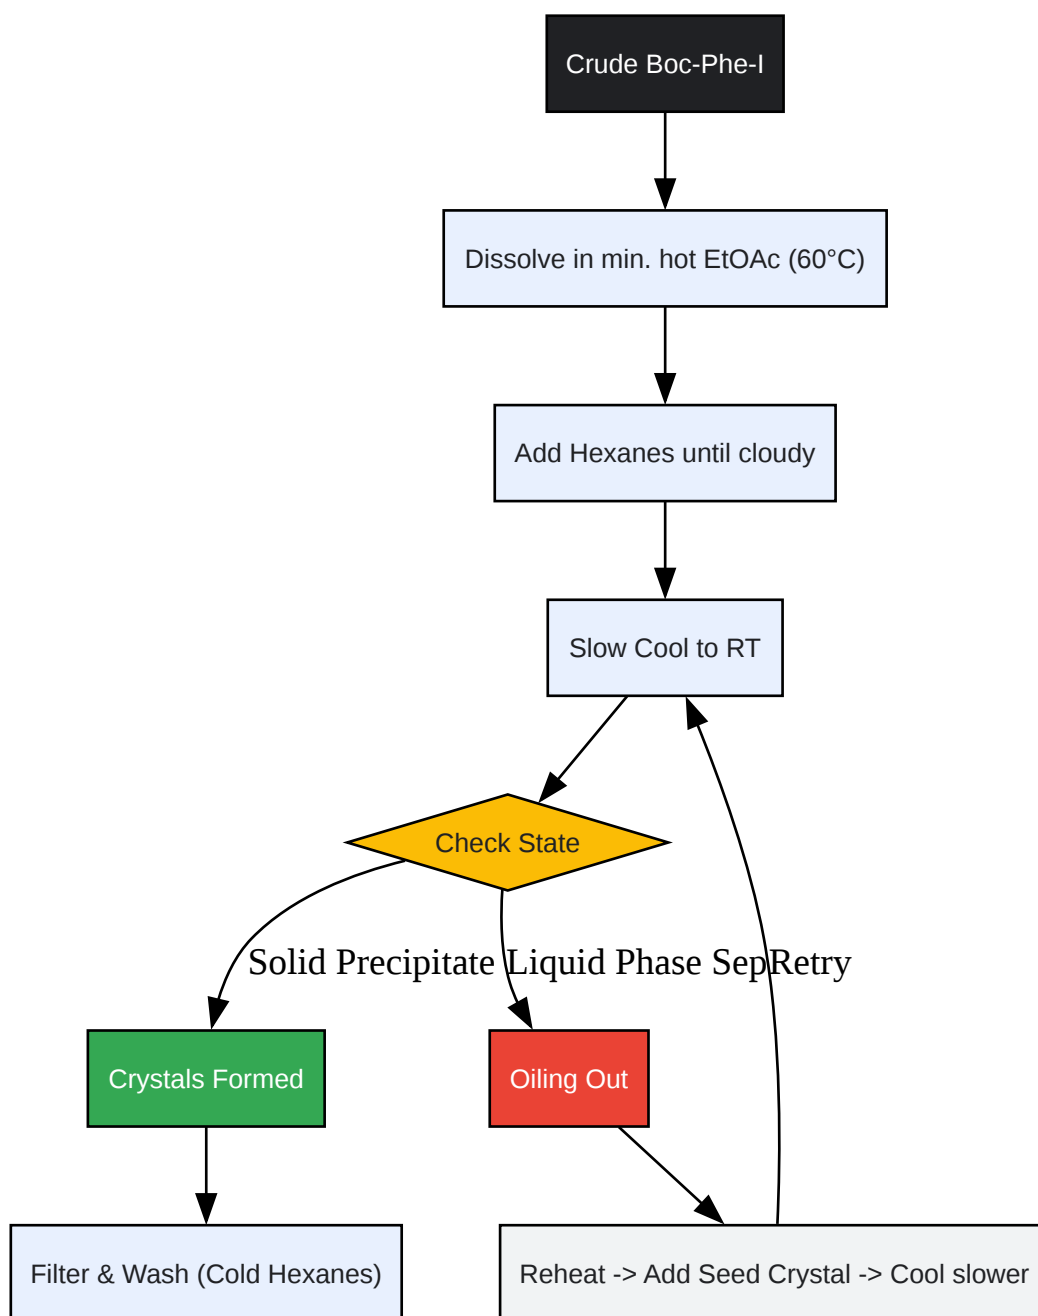 Crude Boc-Phe-I
Dissolve in min. hot EtOAc (60°C)
Add Hexanes until cloudy
Slow Cool to RT
Check State
Solid Precipitate
Liquid Phase Sep
Retry
Crystals Formed
Oiling Out
Filter & Wash (Cold Hexanes)
Reheat -> Add Seed Crystal -> Cool slower